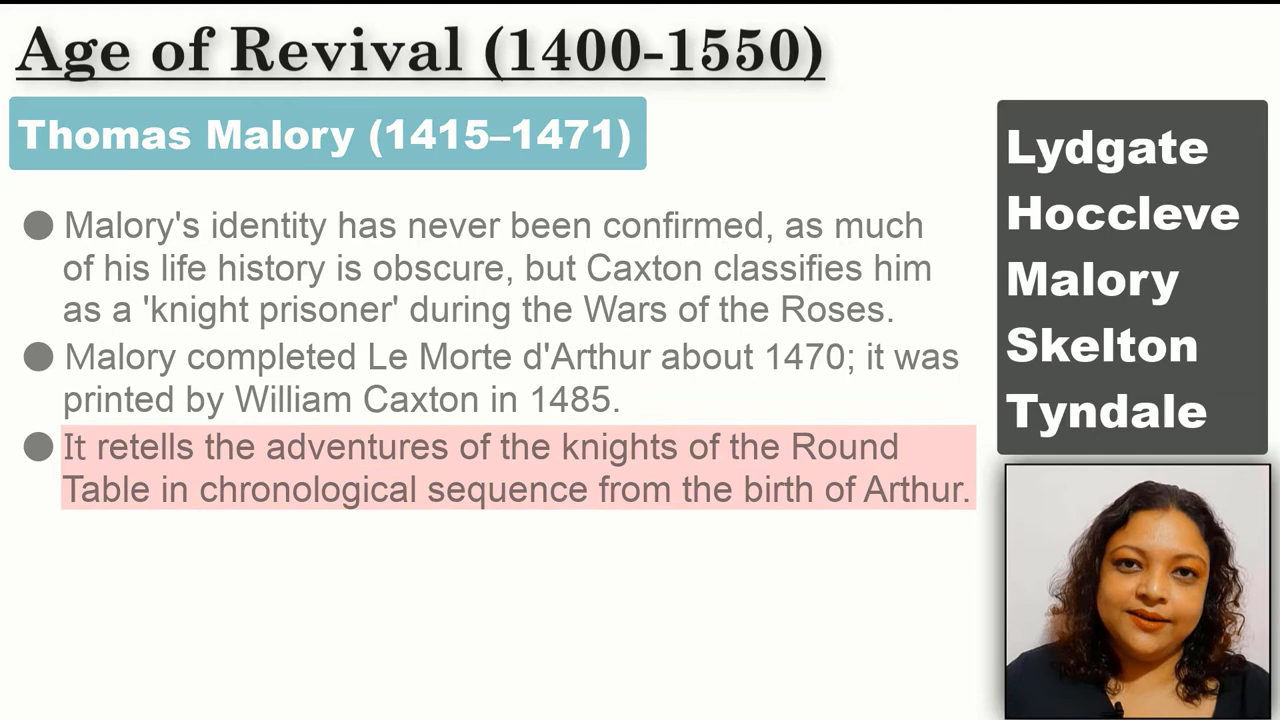 Age of Revival (1400-1550)
Thomas Malory (1415–1471)
● Malory's identity has never been confirmed, as much
of his life history is obscure, but Caxton classifies him
as a 'knight prisoner' during the Wars of the Roses.
● Malory completed Le Morte d'Arthur about 1470; it was
printed by William Caxton in 1485.
● It retells the adventures of the knights of the Round
Table in chronological sequence from the birth of Arthur.
Lydgate
Hoccleve
Malory
Skelton
Tyndale